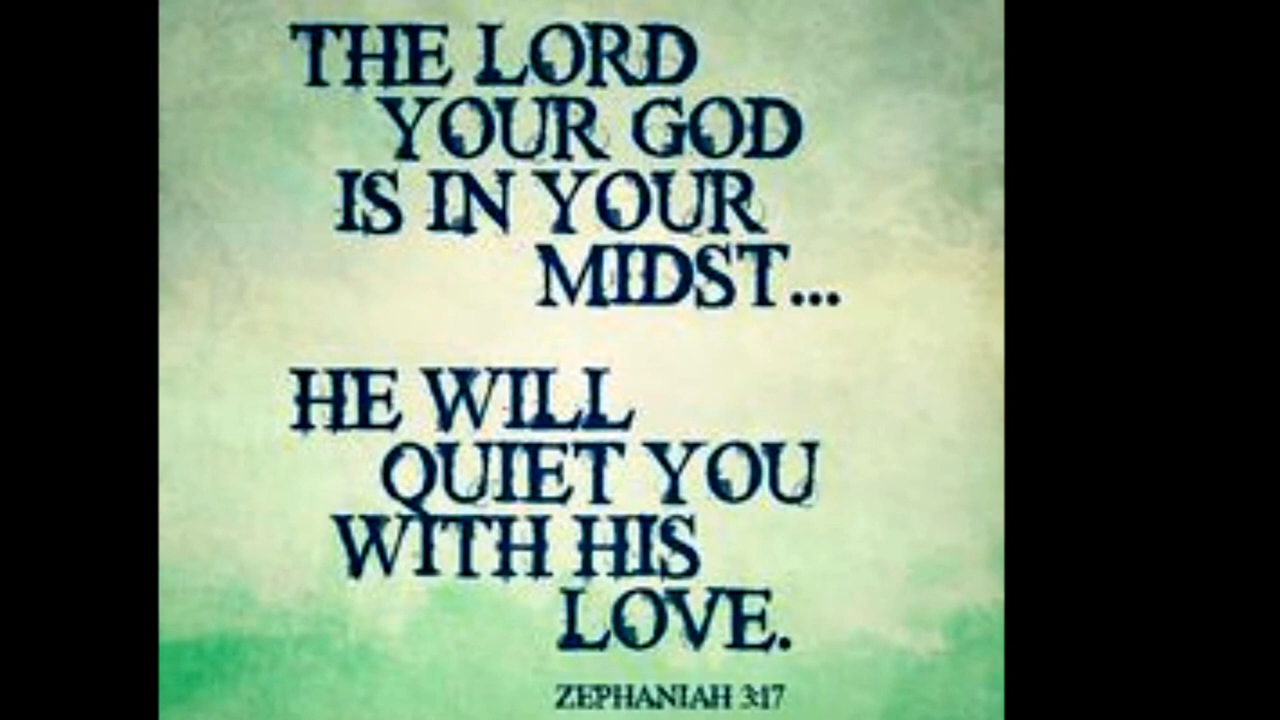 THE LORD
YOUR GOD
IS IN YOUR
MIDST...
HE WILL
QUIET YOU
WITH HIS
LOVE.
ZEPHANIAH 3:17